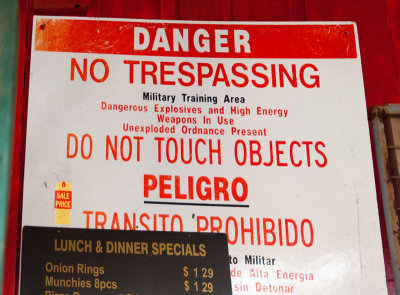 DANGER
NO TRESPASSING
Military Training Area
Dangerous Explosives and High Energy
Weapons In Use
Unexploded Ordnance Present
DO NOT TOUCH OBJECTS
PELIGRO
8
SALE
PRICE
TRANSITO PROHIBIDO
to Militar
de Alta Energia
sin Detonar
LUNCH & DINNER SPECIALS
Onion Rings $1 29
Munchies 8pcs $1 29